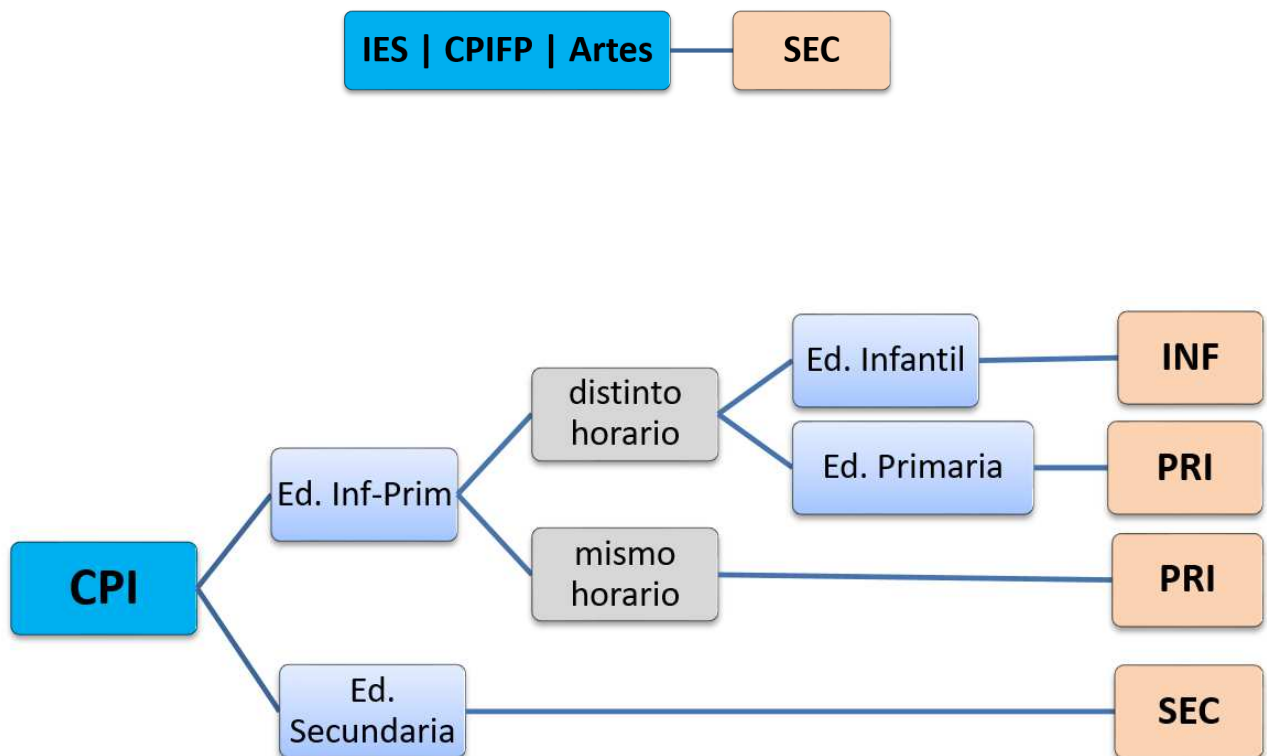 IES | CPIFP | Artes
SEC
Ed. Infantil
INF
distinto
horario
Ed. Primaria
PRI
Ed. Inf-Prim
mismo
horario
PRI
CPI
Ed.
Secundaria
SEC